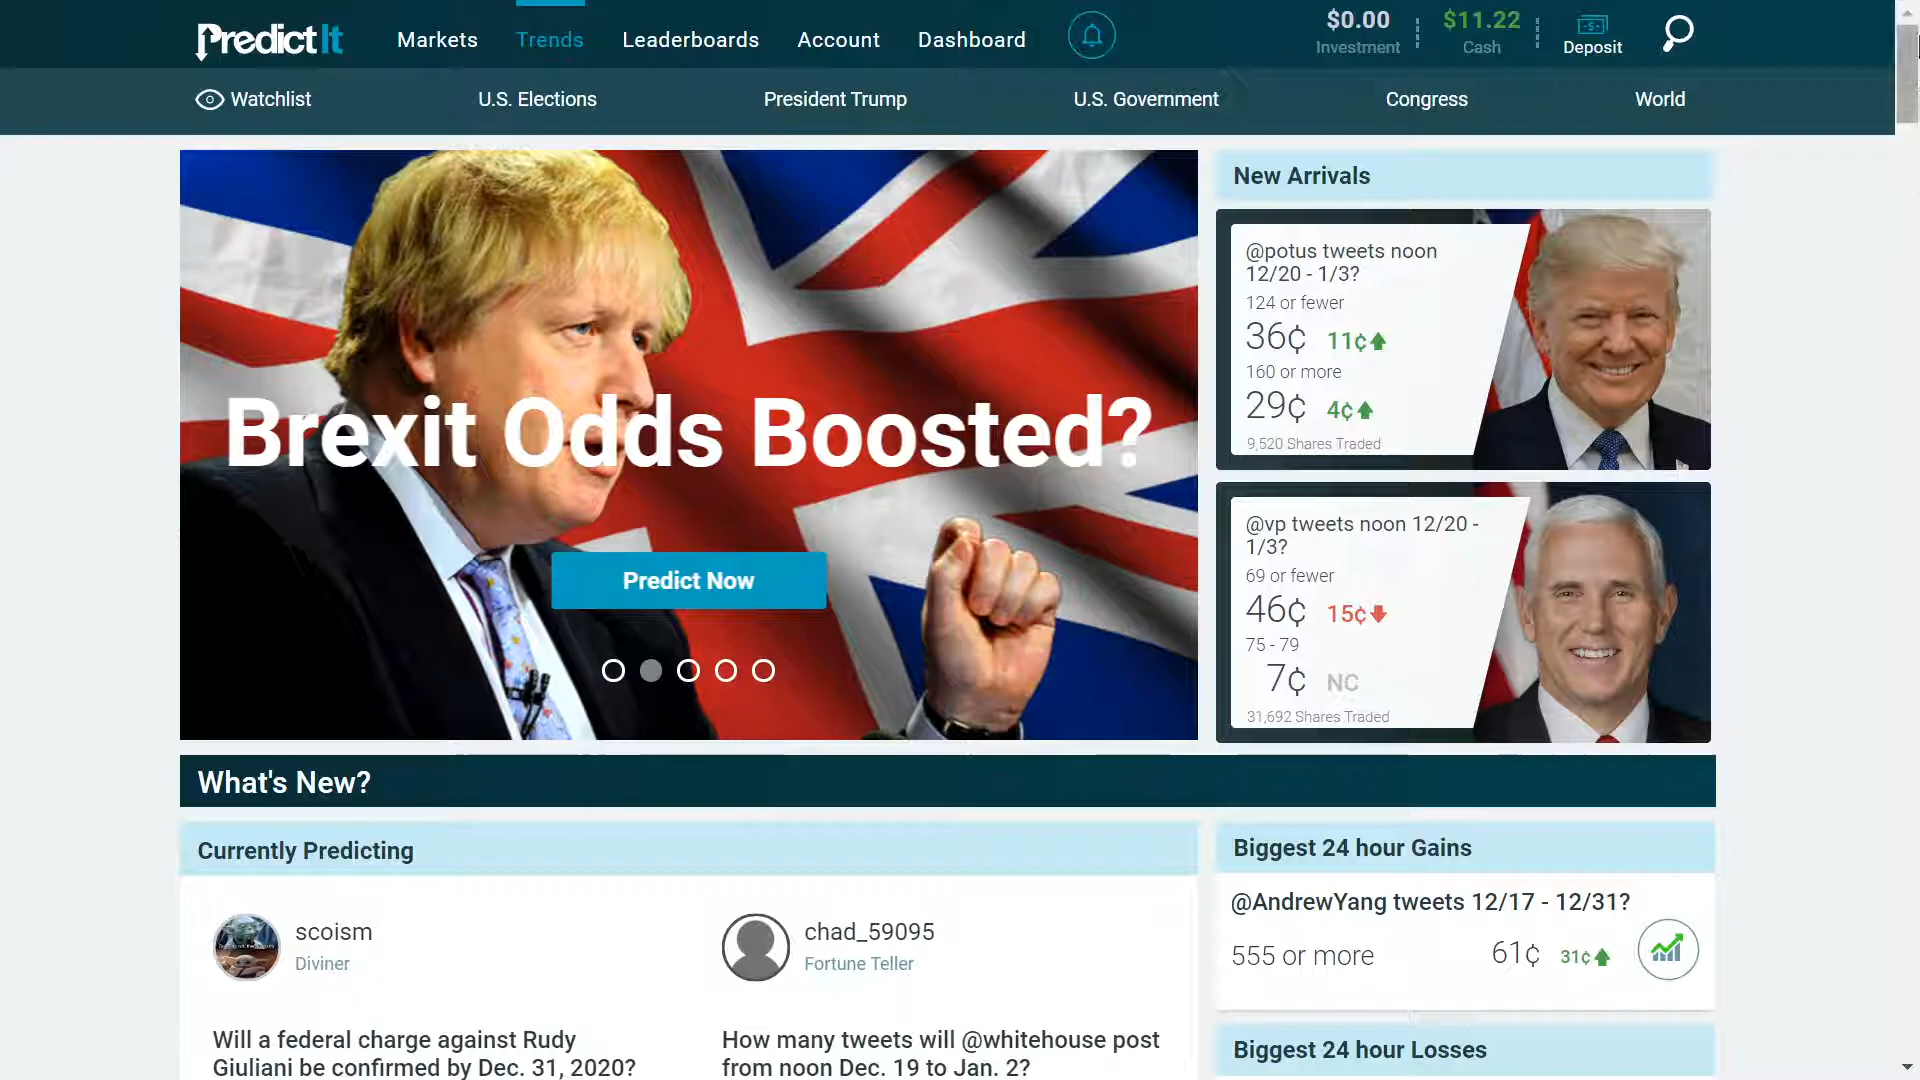 PredictIt
Markets
Trends
Leaderboards
Account
Dashboard
$0.00
Investment
$11.22
Cash
Deposit
Watchlist
U.S. Elections
President Trump
U.S. Government
Congress
World
Brexit Odds Boosted?
Predict Now
New Arrivals
@potus tweets noon
12/20 - 1/3?
124 or fewer
36¢ 11¢
160 or more
29¢ 4¢
9,520 Shares Traded
@vp tweets noon 12/20 -
1/3?
69 or fewer
46¢ 15¢
75 - 79
7¢ NC
31,692 Shares Traded
What's New?
Currently Predicting
scoism
Diviner
Will a federal charge against Rudy
Giuliani be confirmed by Dec. 31, 2020?
chad_59095
Fortune Teller
How many tweets will @whitehouse post
from noon Dec. 19 to Jan. 2?
Biggest 24 hour Gains
@AndrewYang tweets 12/17 - 12/31?
555 or more 61¢ 31¢
Biggest 24 hour Losses